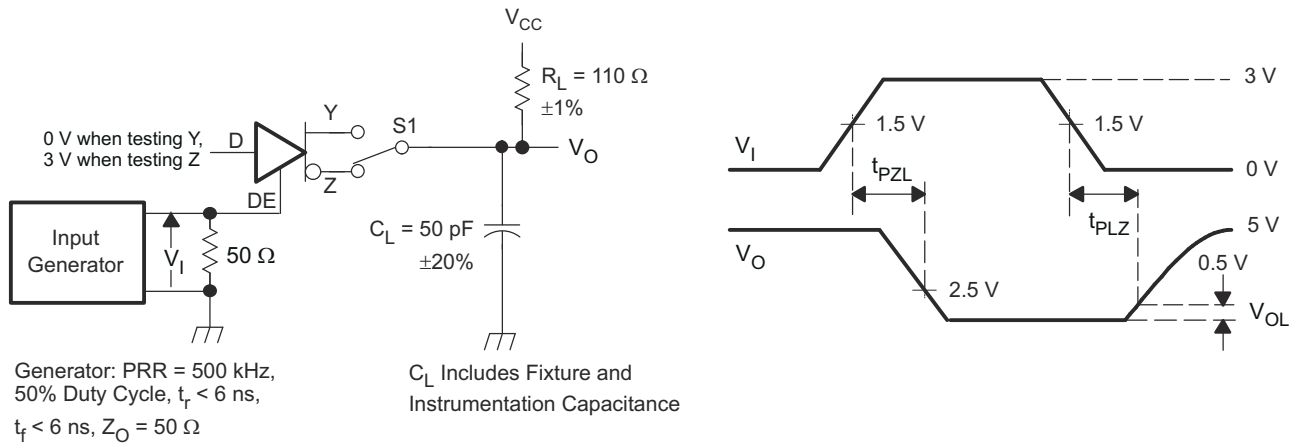 V_CC
R_L = 110 Ω
±1%
Y
S1
0 V when testing Y,
3 V when testing Z
D
V_O
Z
DE
Input
Generator
V_I
50 Ω
C_L = 50 pF
±20%
Generator: PRR = 500 kHz,
50% Duty Cycle, t_r < 6 ns,
t_f < 6 ns, Z_O = 50 Ω
C_L Includes Fixture and
Instrumentation Capacitance
3 V
1.5 V
1.5 V
V_I
0 V
t_PZL
t_PLZ
5 V
V_O
0.5 V
2.5 V
V_OL